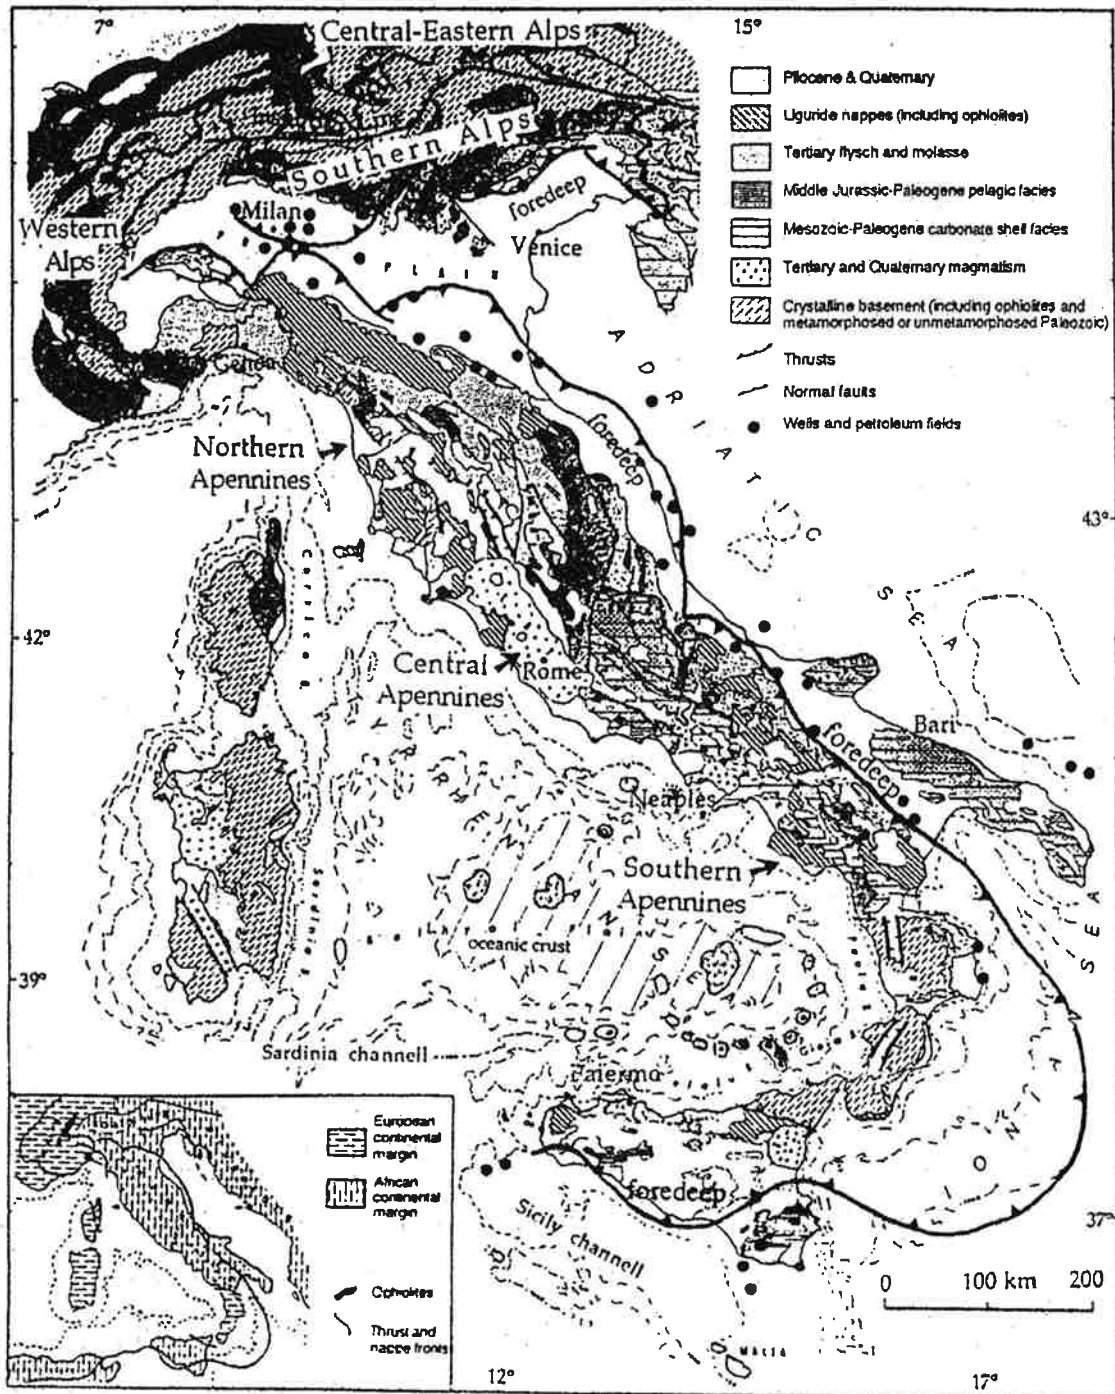 7°
15°
Central-Eastern Alps
Southern Alps
Western
Alps
Milan
PLAIN
foredeep
Venice
Pliocene & Quaternary
Liguride nappes (including ophiolites)
Tertiary flysch and molasse
Middle Jurassic-Paleogene pelagic facies
Mesozoic-Paleogene carbonate shelf facies
Tertiary and Quaternary magmatism
Crystalline basement (including ophiolites and
metamorphosed or unmetamorphosed Paleozoic)
Thrusts
Normal faults
Wells and petroleum fields
Genoa
ADRIATIC
SEA
foredeep
Northern
Apennines
43°
Corsica
42°
Central
Apennines
Rome
Bari
foredeep
Neaples
Southern
Apennines
Sardinia
oceanic crust
SEA
39°
Sardinia channell
Palermo
foredeep
Sicily channell
37°
0 100 km 200
MALTA
12°
17°
European
continental
margin
African
continental
margin
Ophiolites
Thrust and
nappe fronts